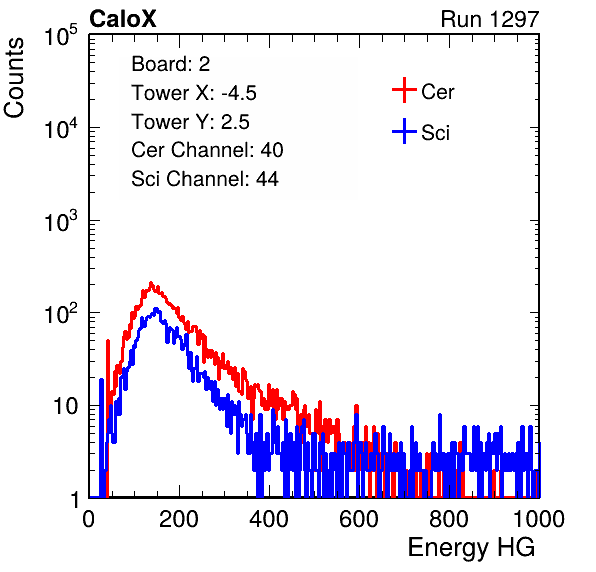 CaloX Run 1297
Counts
10^5
Board: 2
Tower X: -4.5
Tower Y: 2.5
Cer Channel: 40
Sci Channel: 44
Cer
Sci
10^4
10^3
10^2
10
1
0 200 400 600 800 1000
Energy HG